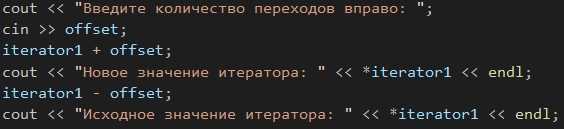 cout << "Введите количество переходов вправо: ";
cin >> offset;
iterator1 + offset;
cout << "Новое значение итератора: " << *iterator1 << endl;
iterator1 - offset;
cout << "Исходное значение итератора: " << *iterator1 << endl;